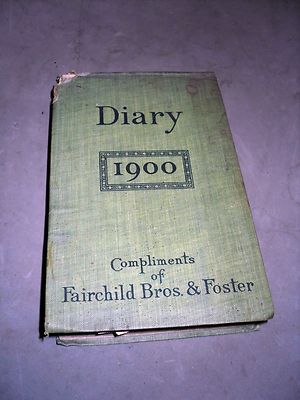 Diary
1900
Compliments
of
Fairchild Bros. & Foster